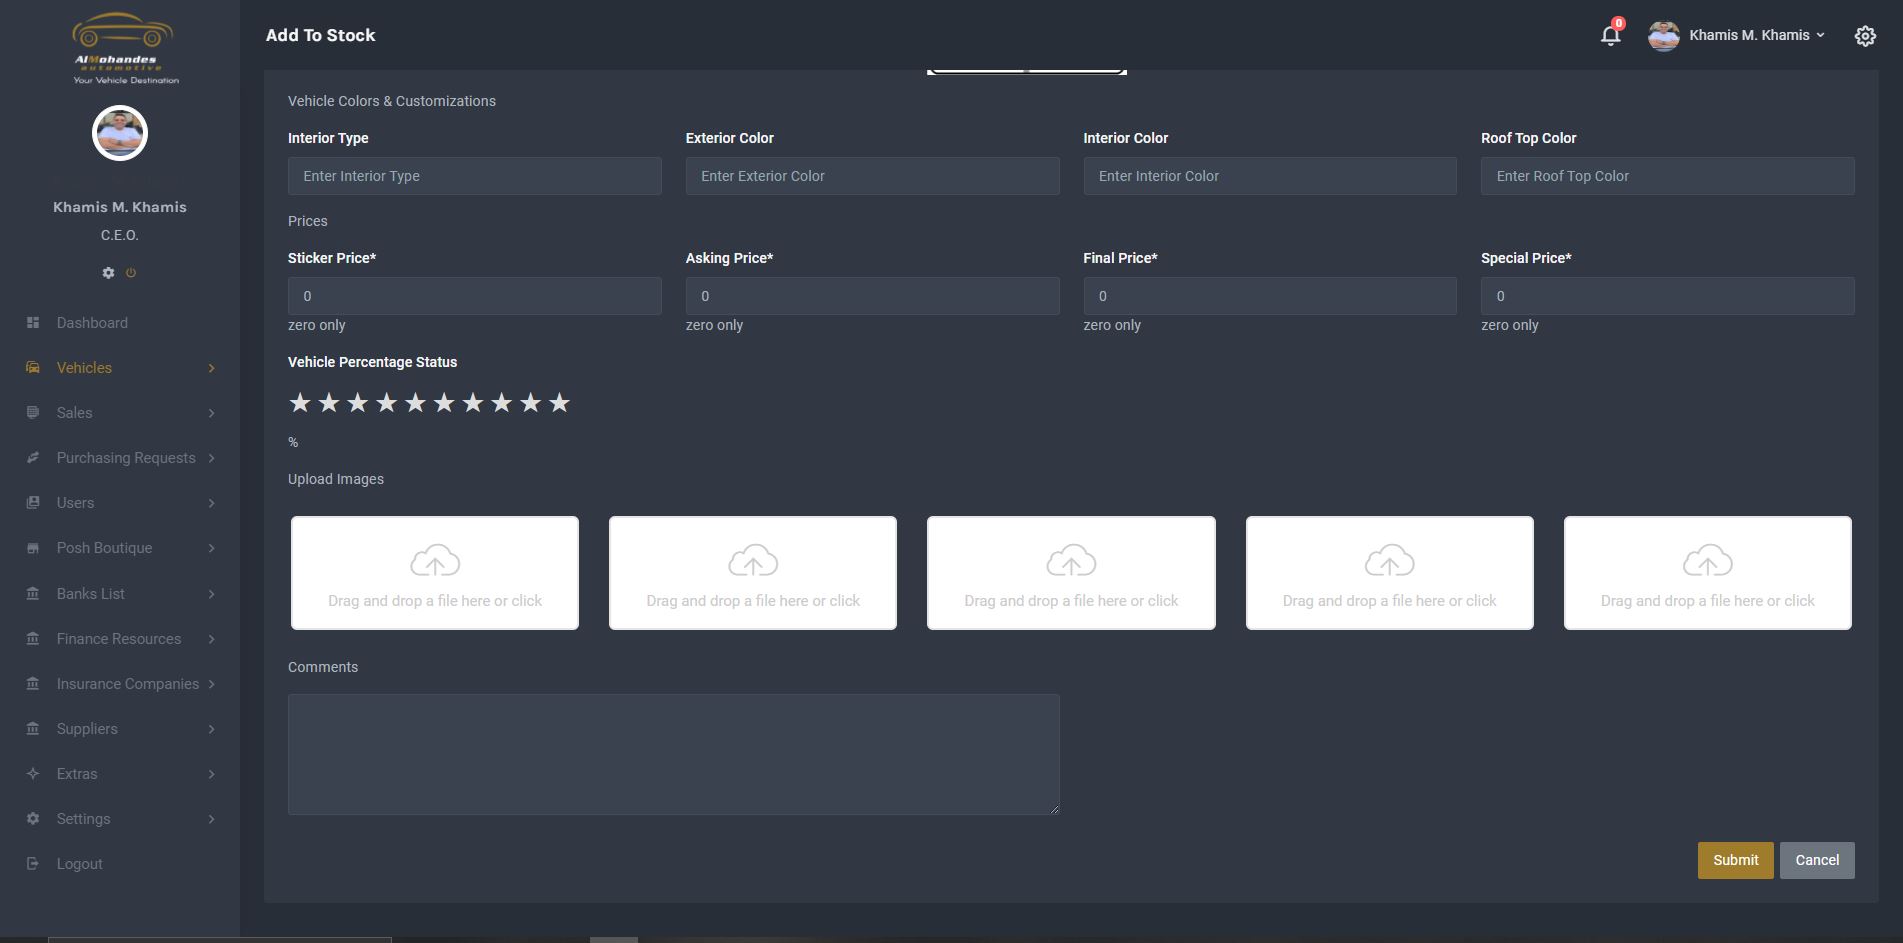 AlMohandes
automotive
Your Vehicle Destination
Add To Stock
0
Khamis M. Khamis
Khamis M. Khamis
C.E.O.
Dashboard
Vehicles
Sales
Purchasing Requests
Users
Posh Boutique
Banks List
Finance Resources
Insurance Companies
Suppliers
Extras
Settings
Logout
Vehicle Colors & Customizations
Interior Type
Exterior Color
Interior Color
Roof Top Color
Enter Interior Type
Enter Exterior Color
Enter Interior Color
Enter Roof Top Color
Prices
Sticker Price*
Asking Price*
Final Price*
Special Price*
0
0
0
0
zero only
zero only
zero only
zero only
Vehicle Percentage Status
%
Upload Images
Drag and drop a file here or click
Drag and drop a file here or click
Drag and drop a file here or click
Drag and drop a file here or click
Drag and drop a file here or click
Comments
Submit
Cancel